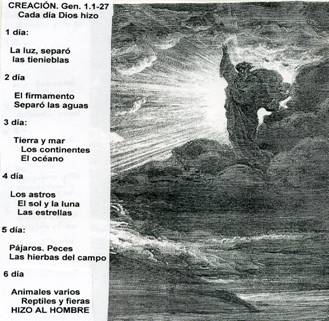 CREACIÓN. Gen. 1.1-27
Cada día Dios hizo
1 día:
La luz, separó
las tienieblas
2 día
El firmamento
Separó las aguas
3 día:
Tierra y mar
Los continentes
El océano
4 día
Los astros
El sol y la luna
Las estrellas
5 día:
Pájaros. Peces
Las hierbas del campo
6 día
Animales varios
Reptiles y fieras
HIZO AL HOMBRE